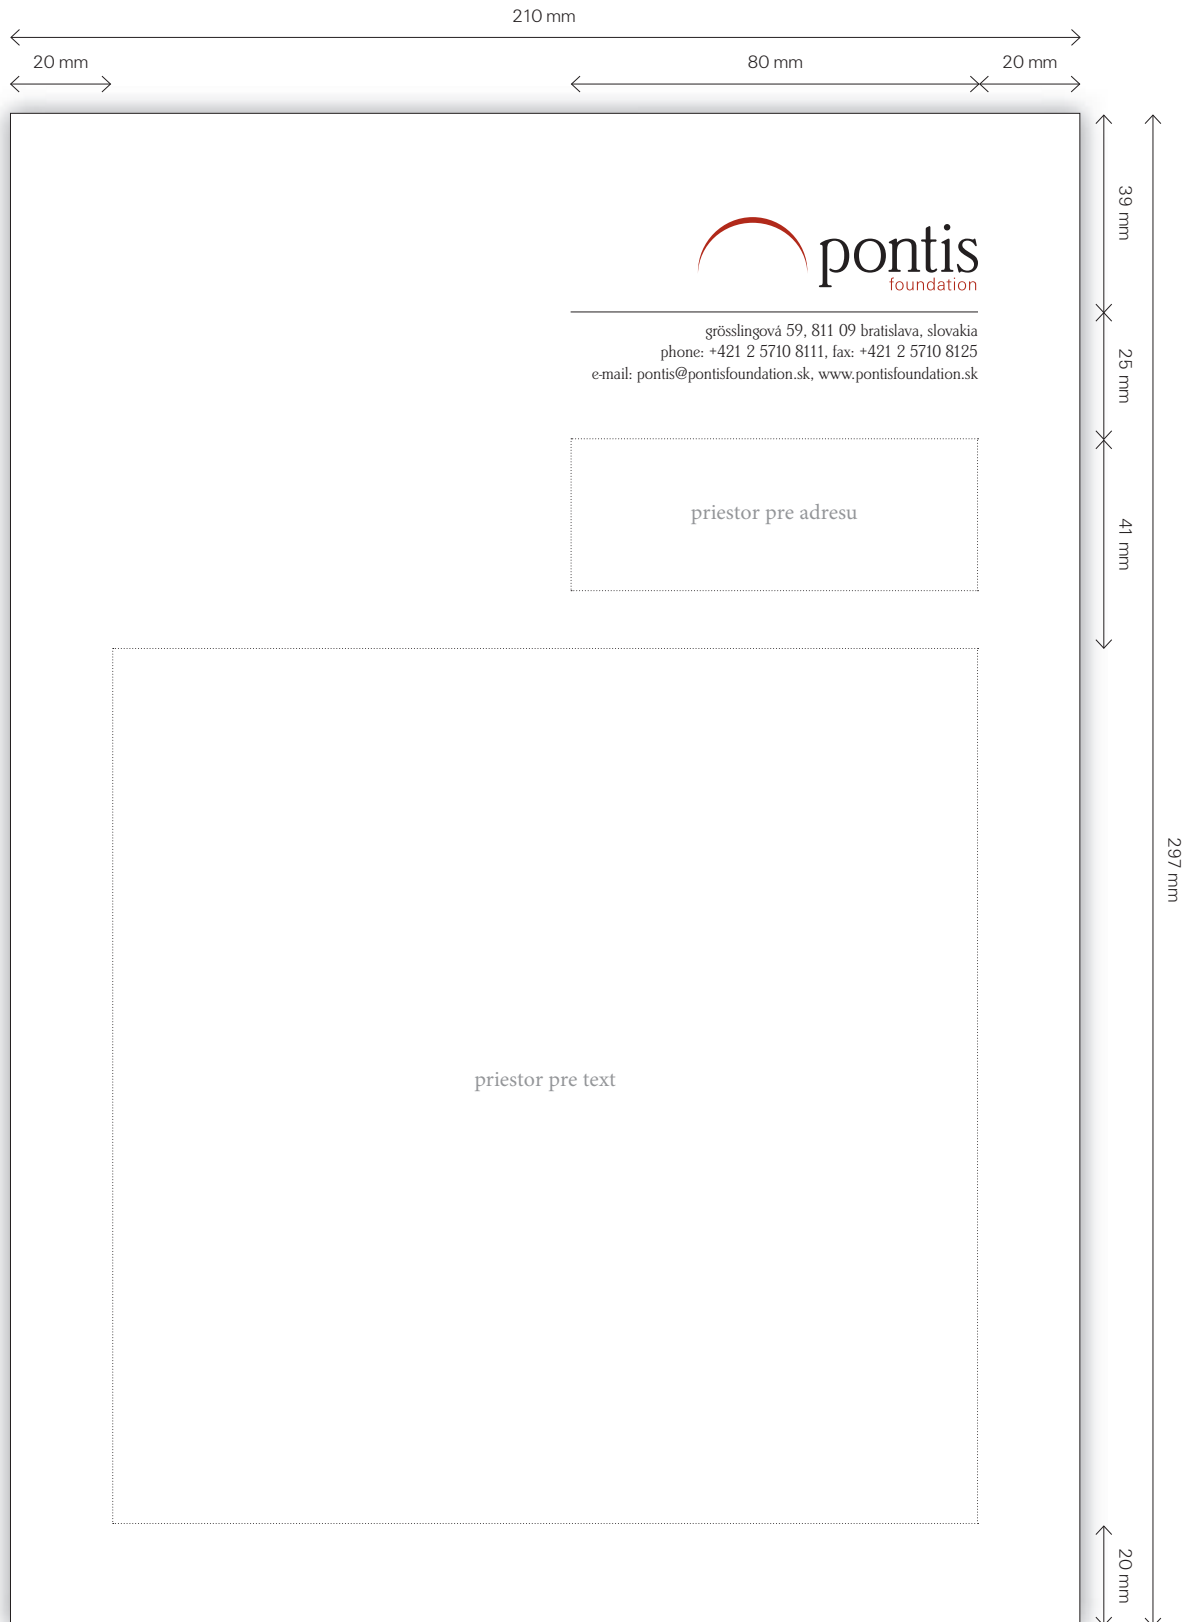 210 mm
20 mm
80 mm
20 mm
39 mm
pontis
foundation
grösslingová 59, 811 09 bratislava, slovakia
phone: +421 2 5710 8111, fax: +421 2 5710 8125
e-mail: pontis@pontisfoundation.sk, www.pontisfoundation.sk
25 mm
priestor pre adresu
41 mm
297 mm
priestor pre text
20 mm